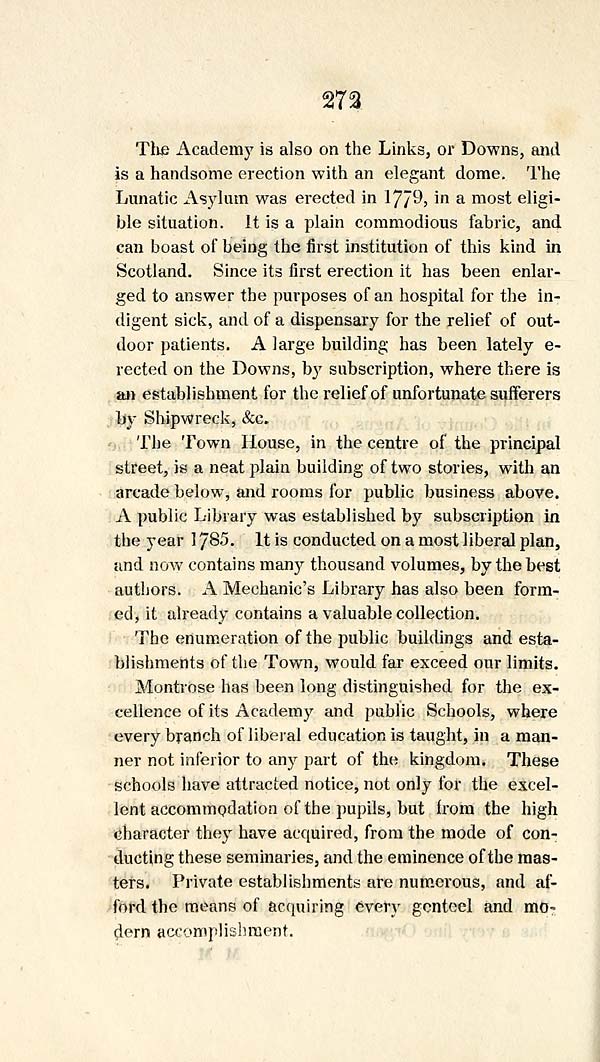 272
The Academy is also on the Links, or Downs, and
is a handsome erection with an elegant dome. The
Lunatic Asylum was erected in 1779, in a most eligi-
ble situation. It is a plain commodious fabric, and
can boast of being the first institution of this kind in
Scotland. Since its first erection it has been enlar-
ged to answer the purposes of an hospital for the in-
digent sick, and of a dispensary for the relief of out-
door patients. A large building has been lately e-
rected on the Downs, by subscription, where there is
an establishment for the relief of unfortunate sufferers
by Shipwreck, &c.
The Town House, in the centre of the principal
street, is a neat plain building of two stories, with an
arcade below, and rooms for public business above.
A public Library was established by subscription in
the year 1785. It is conducted on a most liberal plan,
and now contains many thousand volumes, by the best
authors. A Mechanic's Library has also been form-
ed, it already contains a valuable collection.
The enumeration of the public buildings and esta-
blishments of the Town, would far exceed our limits.
Montrose has been long distinguished for the ex-
cellence of its Academy and public Schools, where
every branch of liberal education is taught, in a man-
ner not inferior to any part of the kingdom. These
schools have attracted notice, not only for the excel-
lent accommodation of the pupils, but from the high
character they have acquired, from the mode of con-
ducting these seminaries, and the eminence of the mas-
ters. Private establishments are numerous, and af-
ford the means of acquiring every genteel and mo-
dern accomplishment.